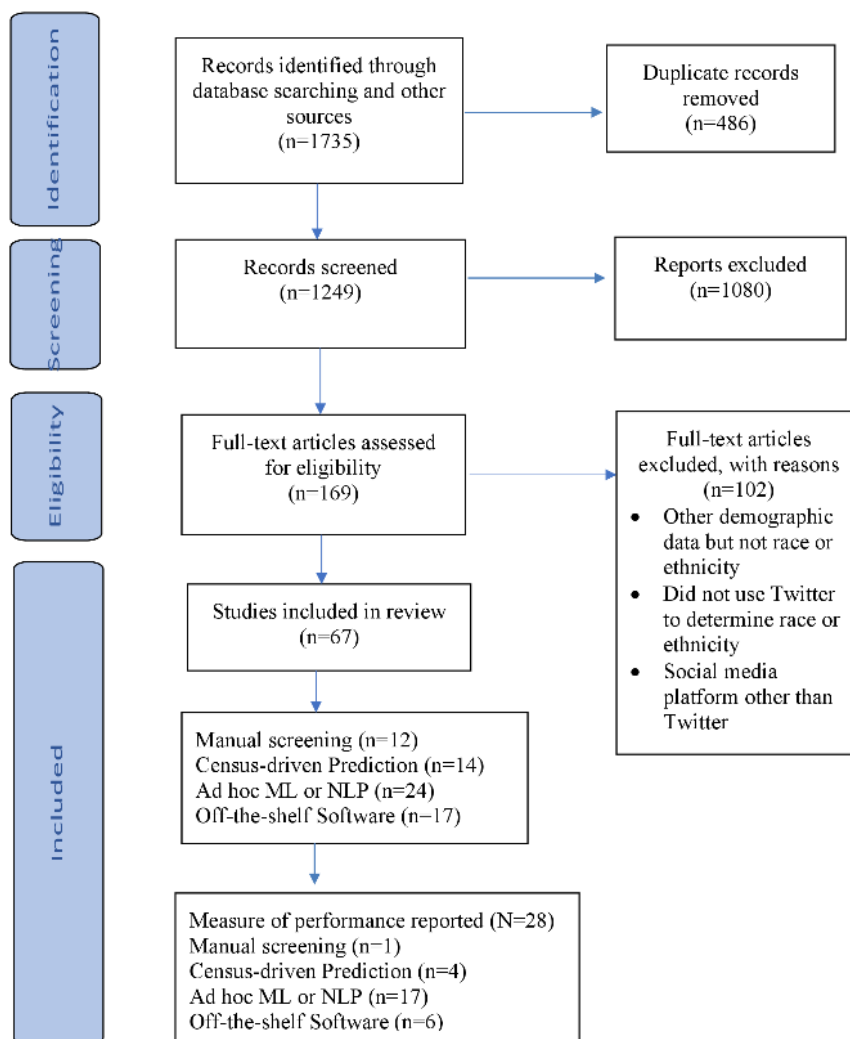 Identification
Records identified through
database searching and other
sources
(n=1735)
Duplicate records
removed
(n=486)
Screening
Records screened
(n=1249)
Reports excluded
(n=1080)
Eligibility
Full-text articles assessed
for eligibility
(n=169)
Full-text articles
excluded, with reasons
(n=102)
• Other demographic
data but not race or
ethnicity
• Did not use Twitter
to determine race or
ethnicity
• Social media
platform other than
Twitter
Included
Studies included in review
(n=67)
Manual screening (n=12)
Census-driven Prediction (n=14)
Ad hoc ML or NLP (n=24)
Off-the-shelf Software (n=17)
Measure of performance reported (N=28)
Manual screening (n=1)
Census-driven Prediction (n=4)
Ad hoc ML or NLP (n=17)
Off-the-shelf Software (n=6)